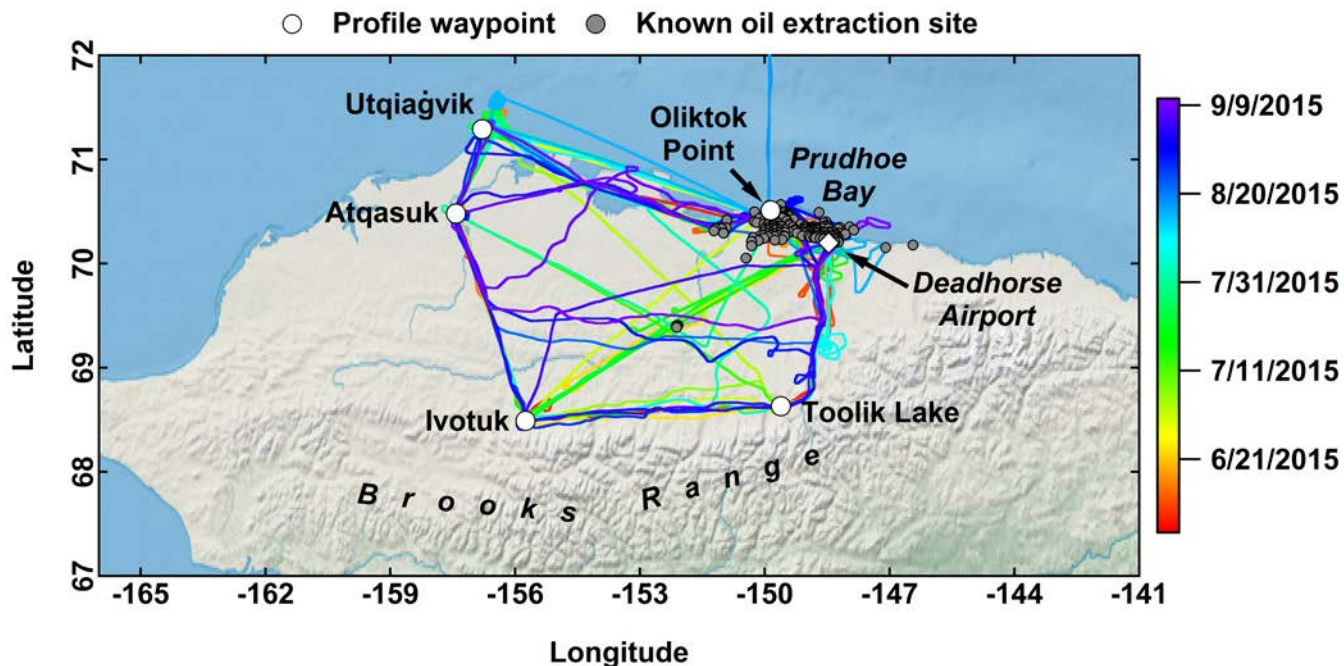 Profile waypoint
Known oil extraction site
72
71
70
69
68
67
Latitude
Utqiaġvik
Oliktok
Point
Prudhoe
Bay
Atqasuk
Deadhorse
Airport
Ivotuk
Toolik Lake
Brooks Range
-165
-162
-159
-156
-153
-150
-147
-144
-141
Longitude
9/9/2015
8/20/2015
7/31/2015
7/11/2015
6/21/2015